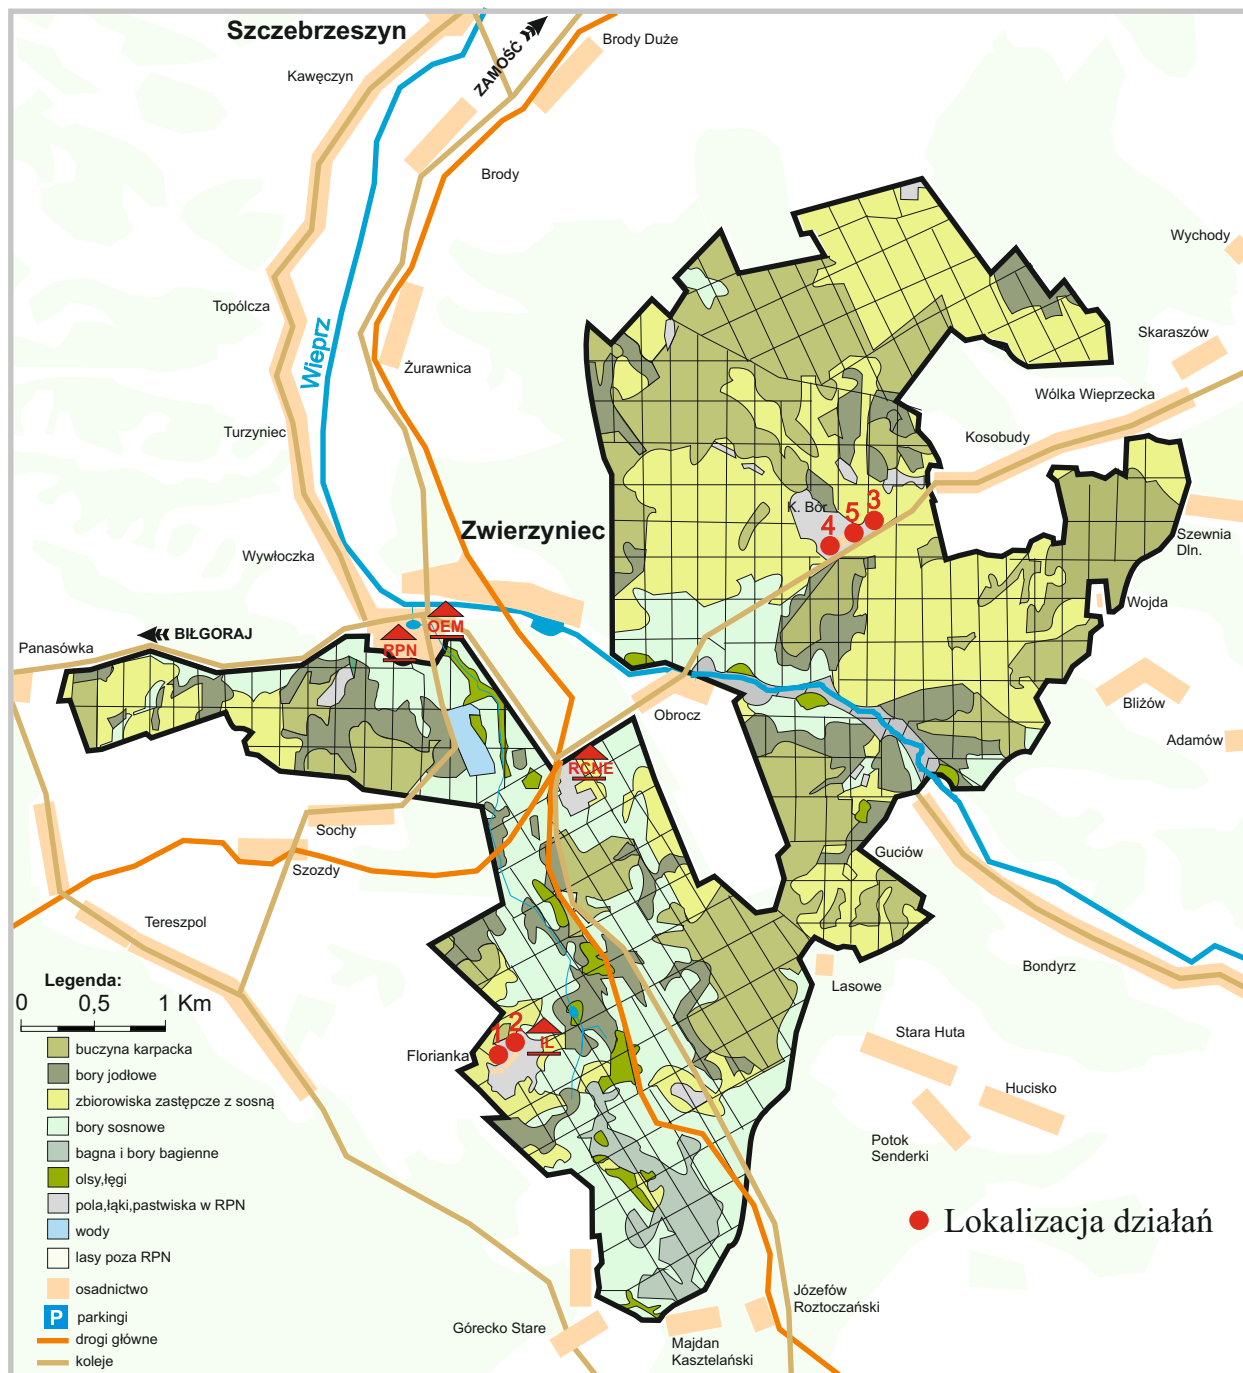 Szczebrzeszyn
Kawęczyn
ZAMOŚĆ
Brody Duże
Brody
Wychody
Topólcza
Wieprz
Żurawnica
Skaraszów
Wólka Wieprzecka
Turzyniec
Kosobudy
K. Bór
3
5
4
Zwierzyniec
Szewnia
Dln.
Wywłoczka
Wojda
OEM
BIŁGORAJ
RPN
Panasówka
Obrocz
Bliżów
Adamów
RCNE
Sochy
Szozdy
Guciów
Tereszpol
Bondyrz
Lasowe
Legenda:
0 0,5 1 Km
Stara Huta
1
2
IL
Florianka
Hucisko
Potok
Senderki
buczyna karpacka
bory jodłowe
zbiorowiska zastępcze z sosną
bory sosnowe
bagna i bory bagienne
olsy,łęgi
pola,łąki,pastwiska w RPN
wody
lasy poza RPN
osadnictwo
P parkingi
drogi główne
koleje
Lokalizacja działań
Józefów
Roztoczański
Górecko Stare
Majdan
Kasztelański